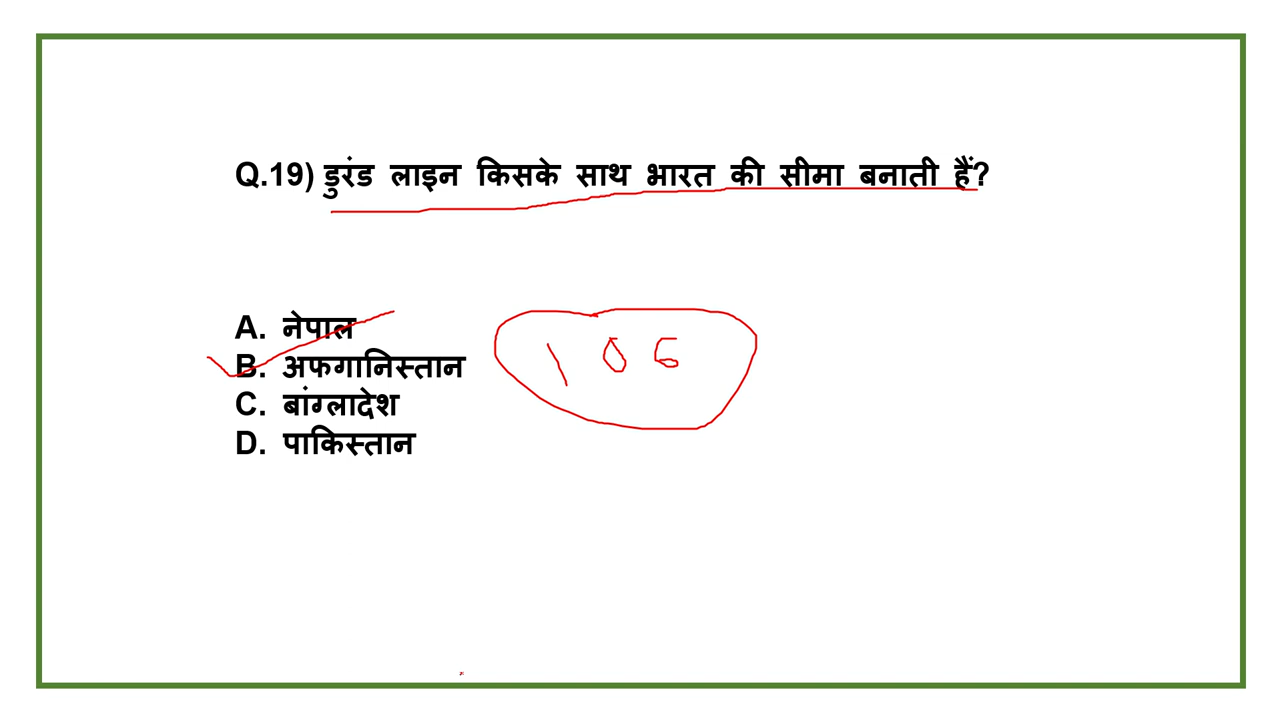 Q.19) डुरंड लाइन किसके साथ भारत की सीमा बनाती हैं?
A. नेपाल
B. अफगानिस्तान
106
C. बांग्लादेश
D. पाकिस्तान